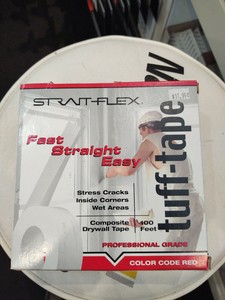 STRAIT-FLEX
Fast
Straight
Easy
tuff-tape
Stress Cracks
Inside Corners
Wet Areas
Composite
Drywall Tape
100
Feet
PROFESSIONAL GRADE
COLOR CODE RED